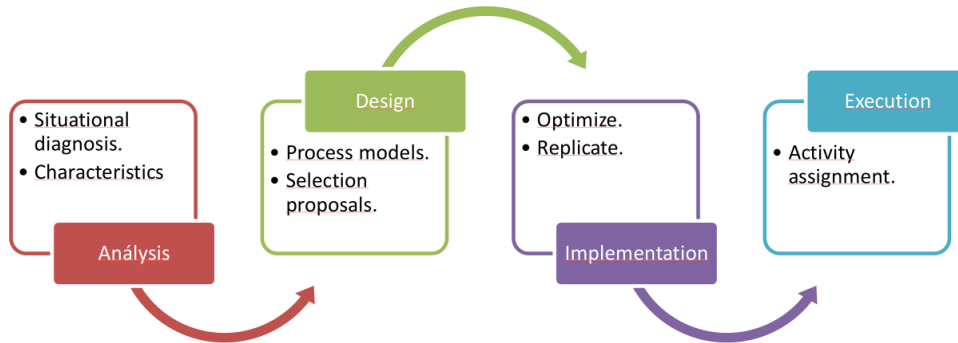 • Situational
diagnosis.
• Characteristics
Análysis
Design
• Process models.
• Selection
proposals.
• Optimize.
• Replicate.
Implementation
Execution
• Activity
assignment.